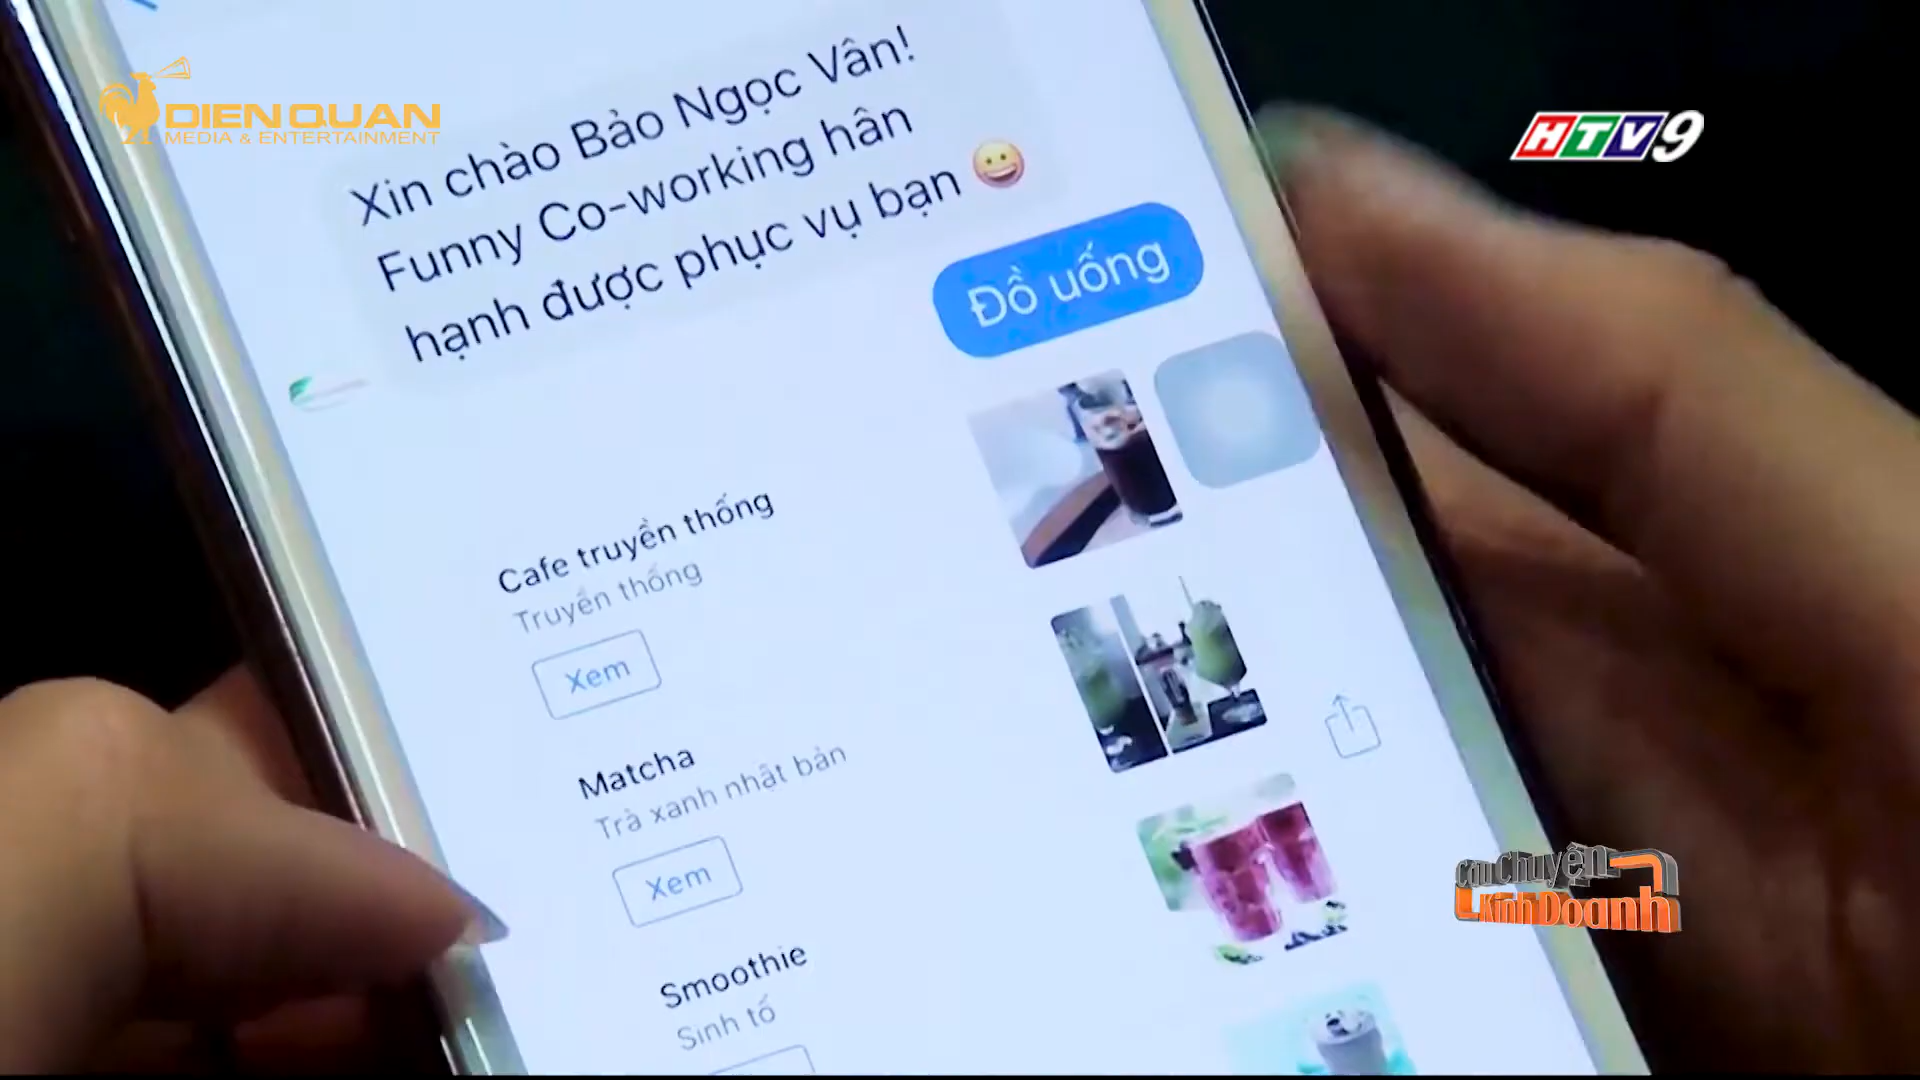 DIEN QUAN
MEDIA & ENTERTAINMENT
HTV9
Xin chào Bảo Ngọc Vân!
Funny Co-working hân
hạnh được phục vụ bạn 😀
Đồ uống
Cafe truyền thống
Truyền thống
Xem
Matcha
Trà xanh nhật bản
Xem
Smoothie
Sinh tố
Câu Chuyện
Kinh Doanh